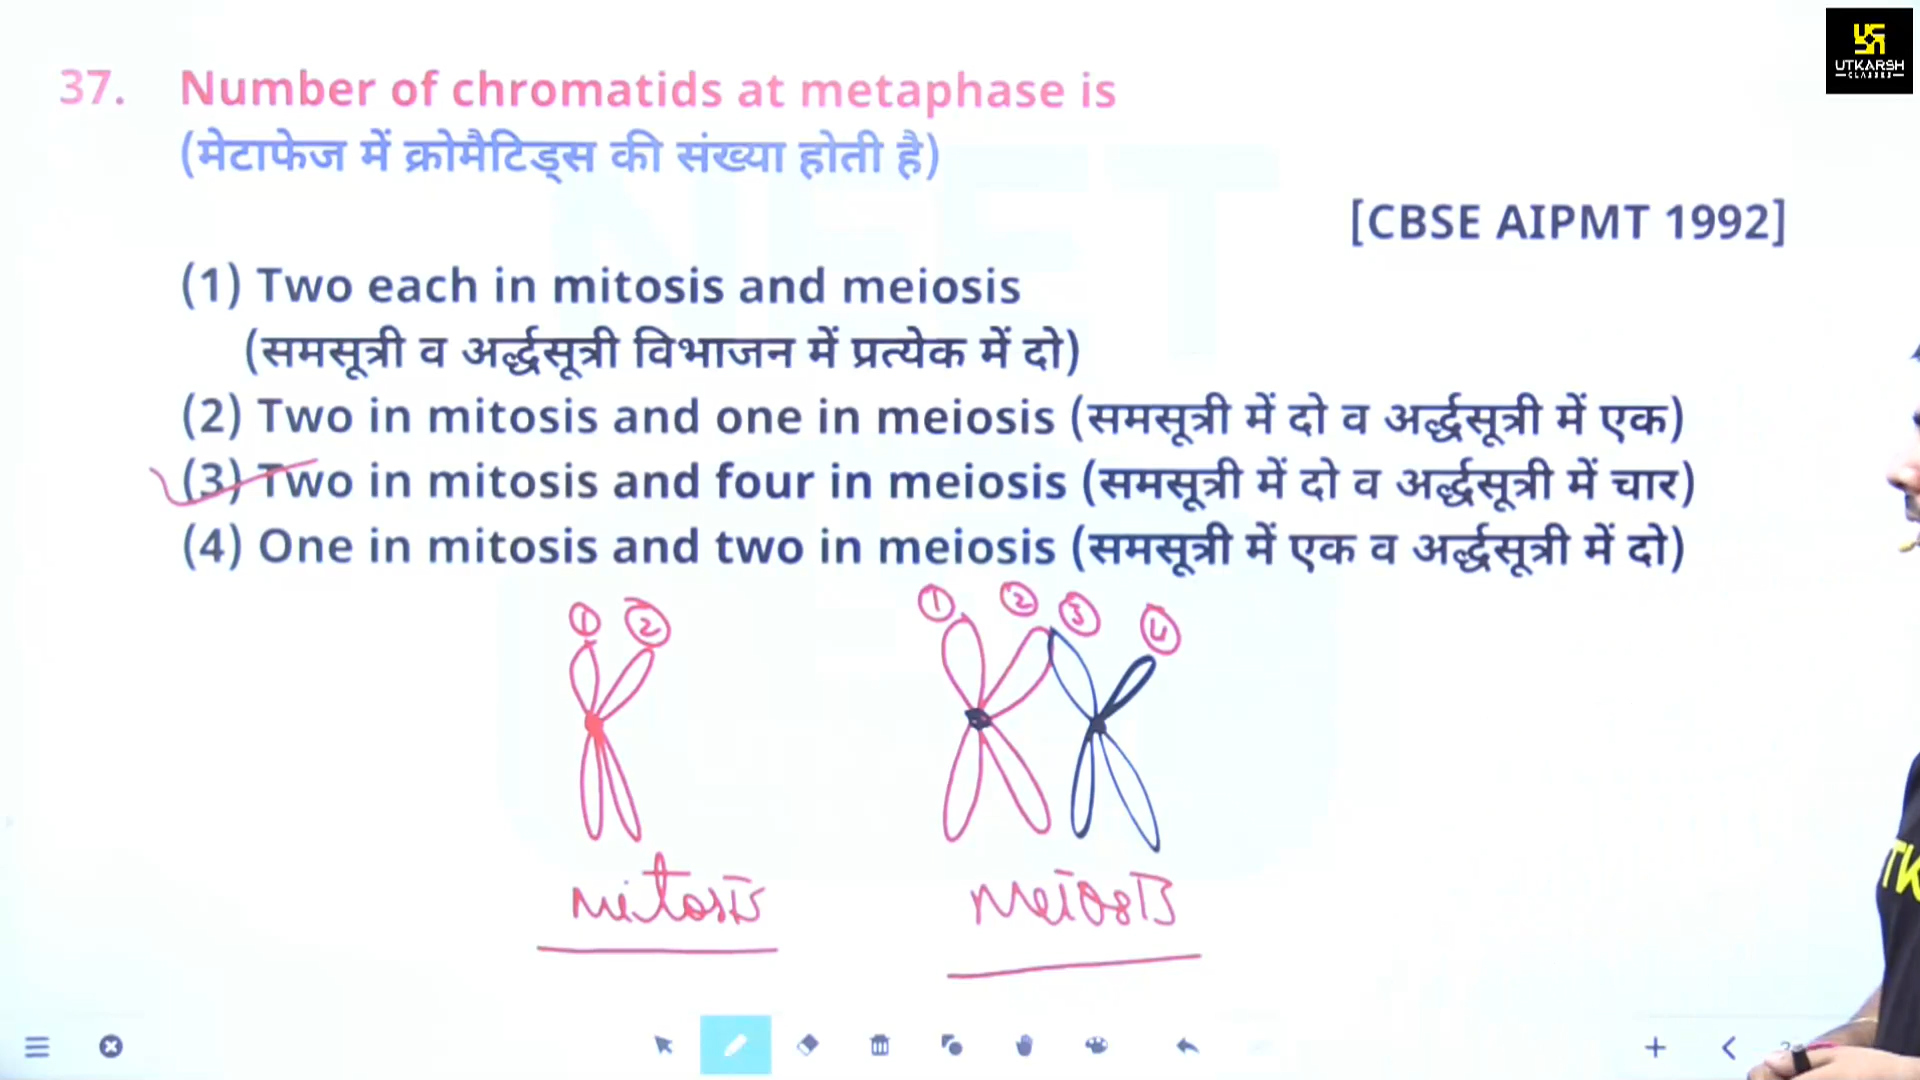 UTKARSH
CLASSES
37. Number of chromatids at metaphase is
(मेटाफेज में क्रोमैटिड्स की संख्या होती है)
[CBSE AIPMT 1992]
(1) Two each in mitosis and meiosis
(समसूत्री व अर्द्धसूत्री विभाजन में प्रत्येक में दो)
(2) Two in mitosis and one in meiosis (समसूत्री में दो व अर्द्धसूत्री में एक)
(3) Two in mitosis and four in meiosis (समसूत्री में दो व अर्द्धसूत्री में चार)
(4) One in mitosis and two in meiosis (समसूत्री में एक व अर्द्धसूत्री में दो)
1 2 1 2 3 4
mitosis meiosis
NEET
TK